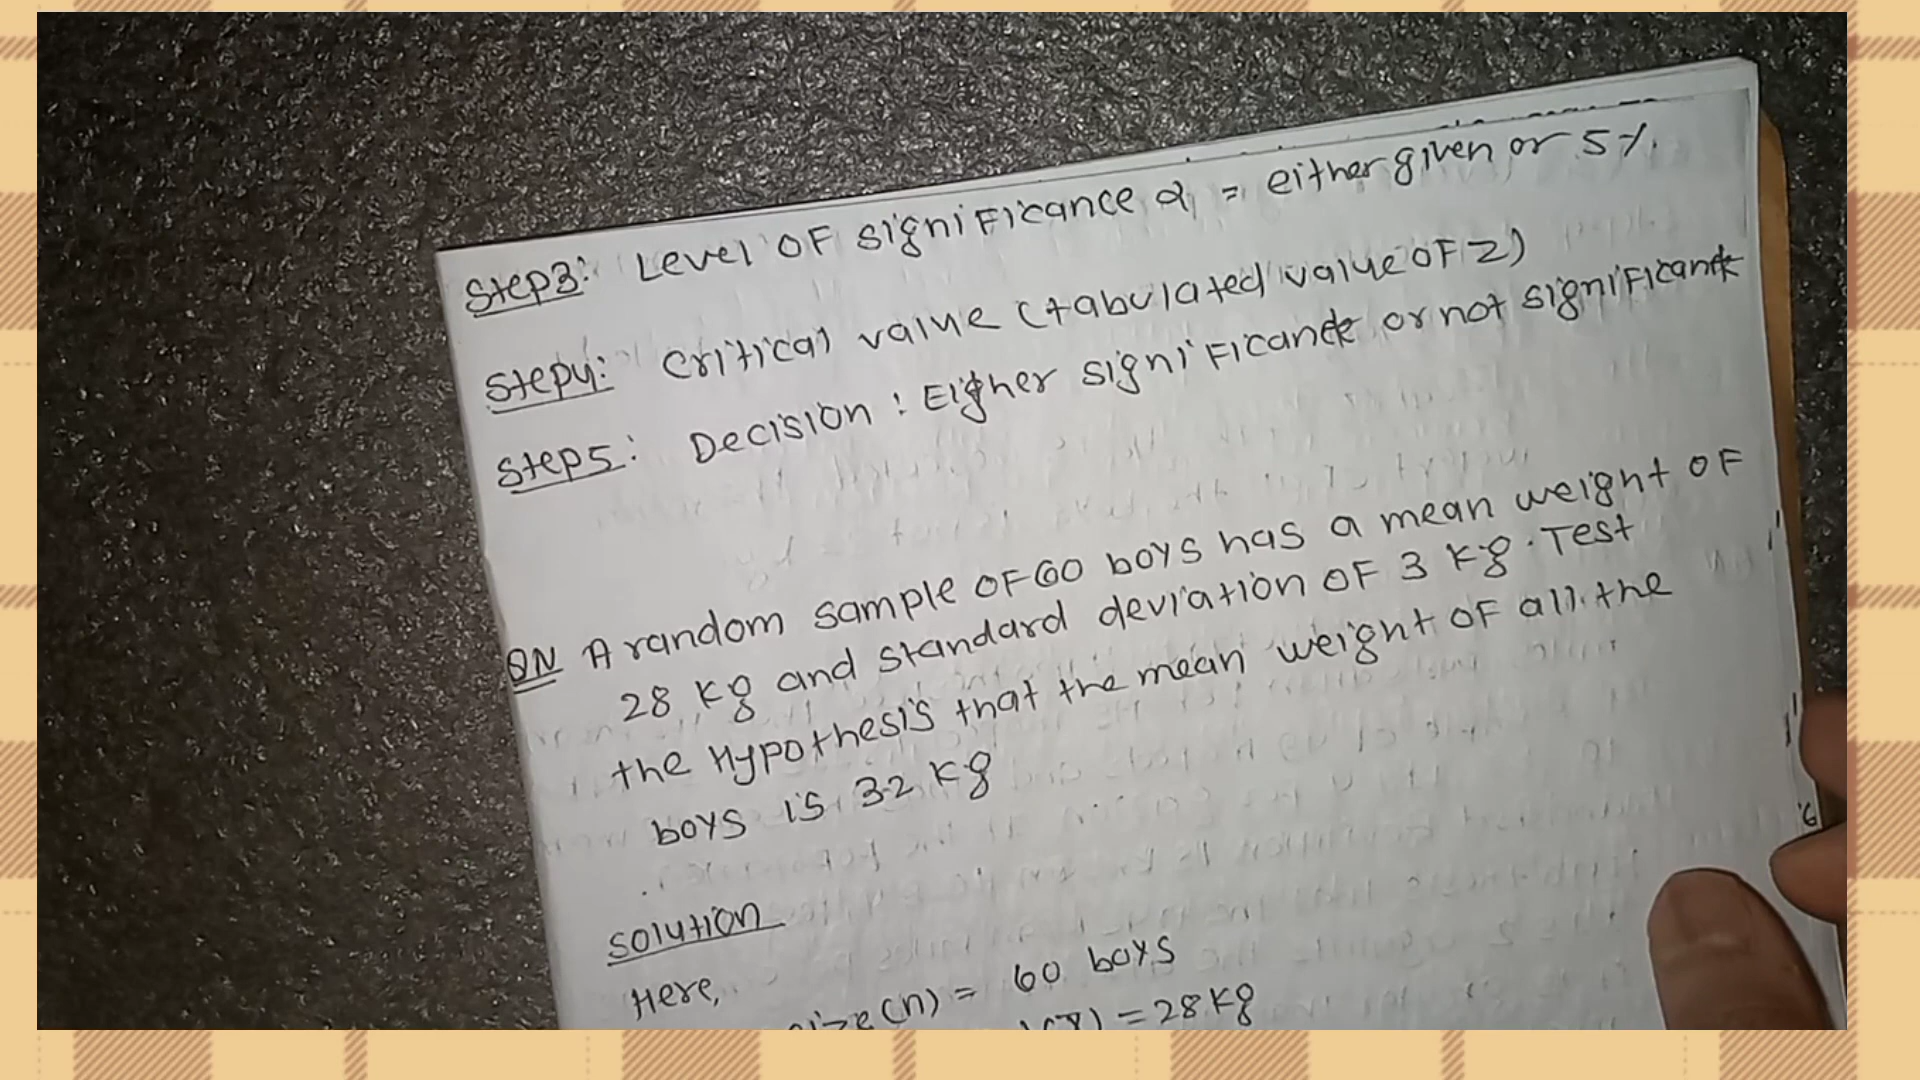 Step3: Level OF significance α = either given or 5%.
Step4: Critical value (tabulated value OF Z)
Step5: Decision : Either significant or not significant
QN A random sample OF 60 boys has a mean weight OF
28 kg and standard deviation OF 3 kg. Test
the Hypothesis that the mean weight OF all the
boys is 32 kg
Solution
Here,
size (n) = 60 boys
= 28 kg